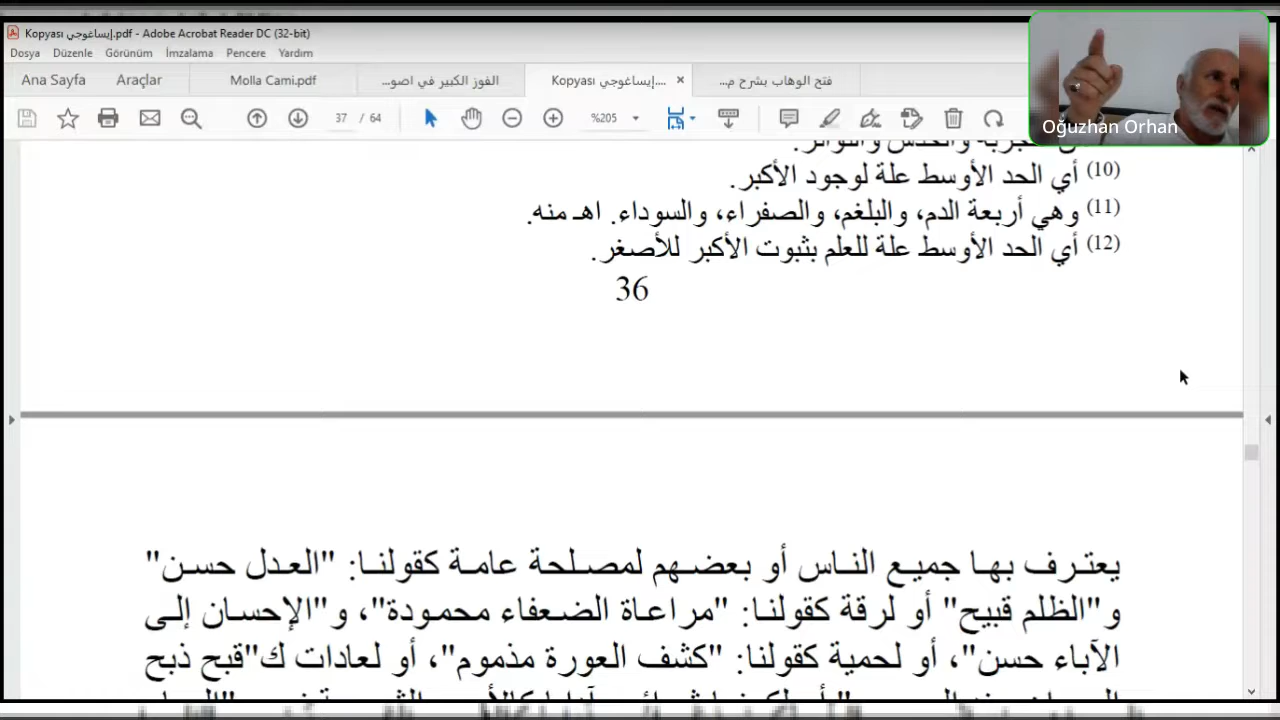 Kopyası إيساغوجي.pdf - Adobe Acrobat Reader DC (32-bit)
Dosya Düzenle Görünüm İmzalama Pencere Yardım
Ana Sayfa Araçlar Molla Cami.pdf الفوز الكبير في اصو... Kopyası إيساغوجي.... × فتح الوهاب بشرح م...
37 / 64 %205
Oğuzhan Orhan
والحدس والتواتر.
(10) أي الحد الأوسط علة لوجود الأكبر.
(11) وهي أربعة الدم، والبلغم، والصفراء، والسوداء. اهـ منه.
(12) أي الحد الأوسط علة للعلم بثبوت الأكبر للأصغر.
36
يعترف بها جميع الناس أو بعضهم لمصلحة عامة كقولنا: "العدل حسن"
و"الظلم قبيح" أو لرقة كقولنا: "مراعاة الضعفاء محمودة"، و"الإحسان إلى
الآباء حسن"، أو لحمية كقولنا: "كشف العورة مذموم"، أو لعادات ك"قبح ذبح